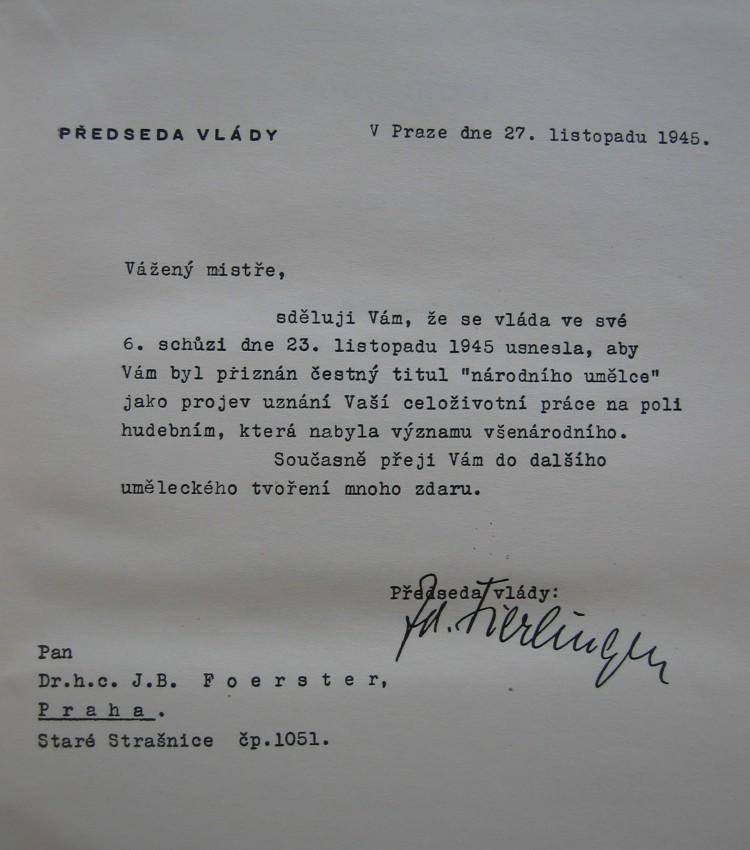 PŘEDSEDA VLÁDY
V Praze dne 27. listopadu 1945.
Vážený mistře,
sděluji Vám, že se vláda ve své
6. schůzi dne 23. listopadu 1945 usnesla, aby
Vám byl přiznán čestný titul "národního umělce"
jako projev uznání Vaší celoživotní práce na poli
hudebním, která nabyla významu všenárodního.
Současně přeji Vám do dalšího
uměleckého tvoření mnoho zdaru.
Předseda vlády:
Zd. Fierlinger
Pan
Dr.h.c. J.B. F o e r s t e r,
P r a h a .
Staré Strašnice čp.1051.